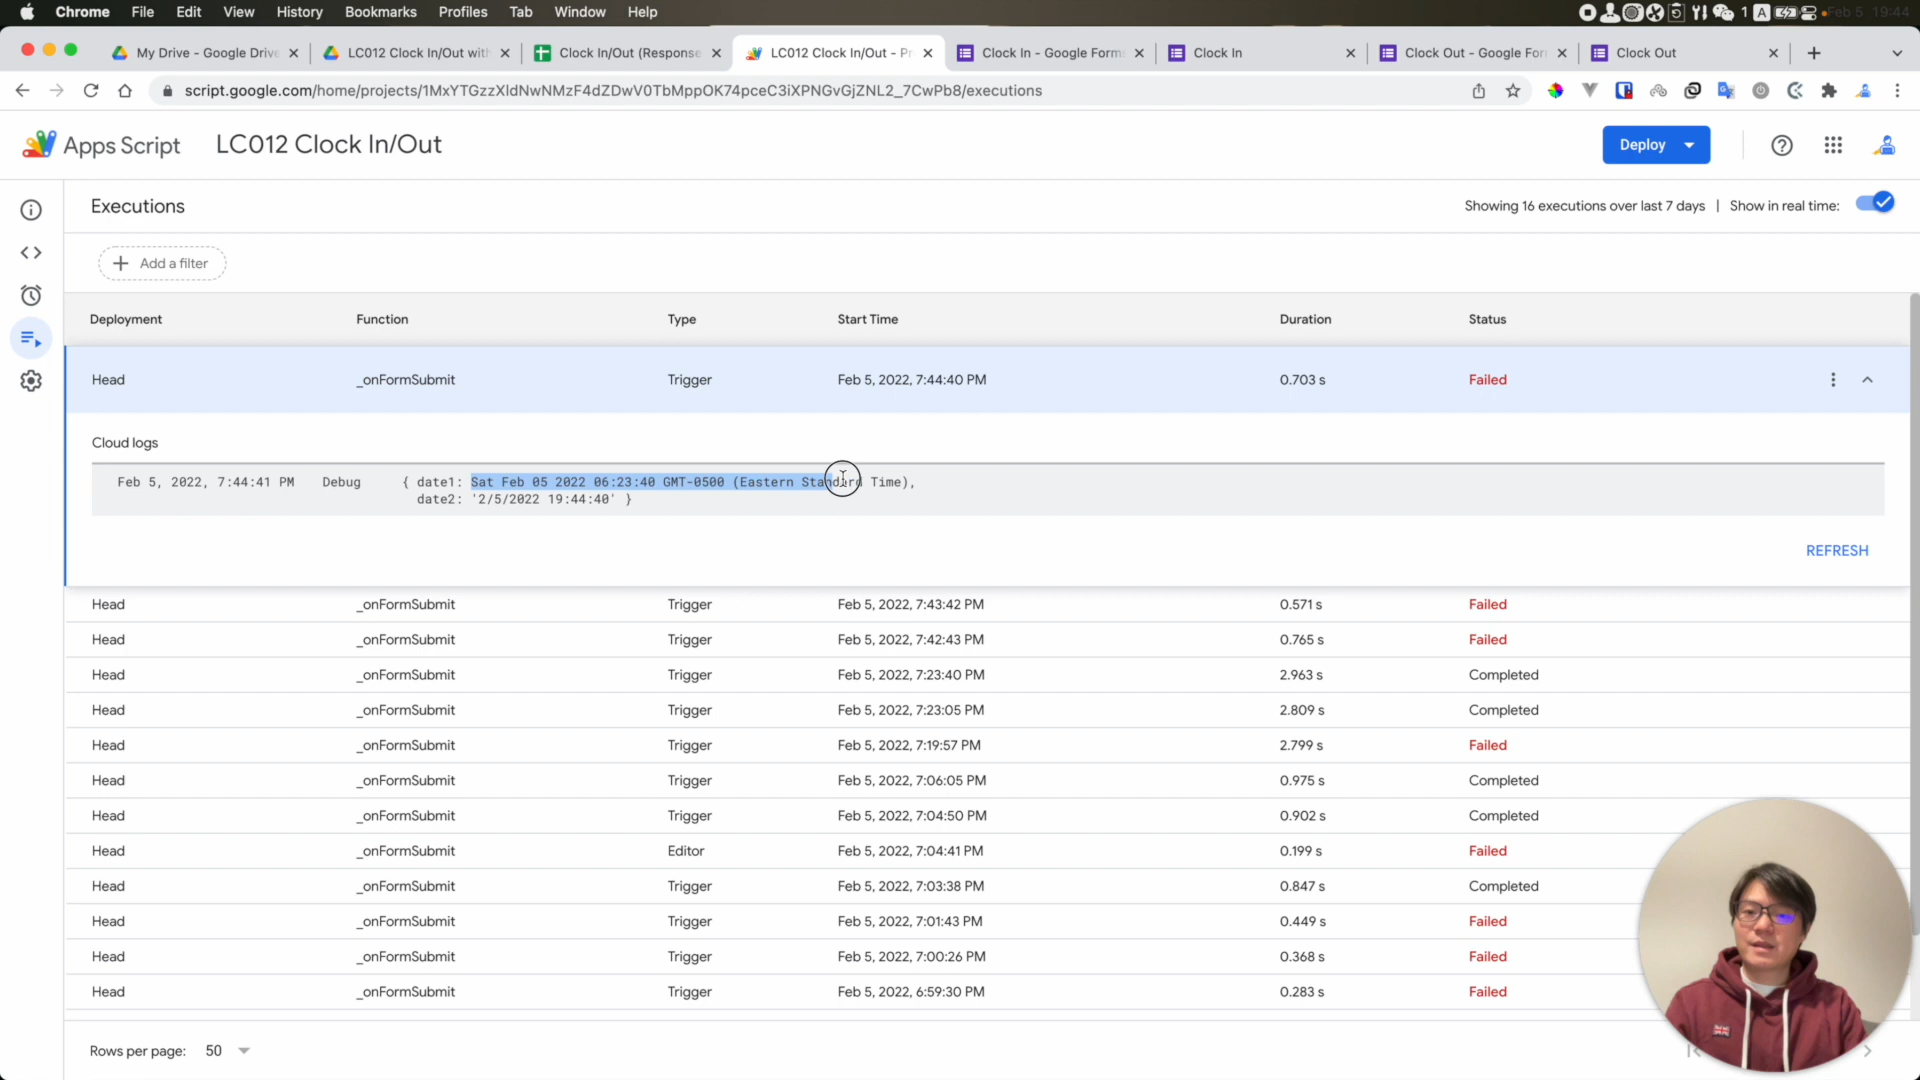 Chrome File Edit View History Bookmarks Profiles Tab Window Help 1 A Feb 5 19:44
My Drive - Google Drive LC012 Clock In/Out with Clock In/Out (Response LC012 Clock In/Out - Pr Clock In - Google Forms Clock In Clock Out - Google For Clock Out
script.google.com/home/projects/1MxYTGzzXldNwNMzF4dZDwV0TbMppOK74pceC3iXPNGvGjZNL2_7CwPb8/executions
Apps Script LC012 Clock In/Out Deploy
Executions Showing 16 executions over last 7 days | Show in real time:
Add a filter
Deployment Function Type Start Time Duration Status
Head _onFormSubmit Trigger Feb 5, 2022, 7:44:40 PM 0.703 s Failed
Cloud logs
Feb 5, 2022, 7:44:41 PM Debug { date1: Sat Feb 05 2022 06:23:40 GMT-0500 (Eastern Standard Time),
date2: '2/5/2022 19:44:40' }
REFRESH
Head _onFormSubmit Trigger Feb 5, 2022, 7:43:42 PM 0.571 s Failed
Head _onFormSubmit Trigger Feb 5, 2022, 7:42:43 PM 0.765 s Failed
Head _onFormSubmit Trigger Feb 5, 2022, 7:23:40 PM 2.963 s Completed
Head _onFormSubmit Trigger Feb 5, 2022, 7:23:05 PM 2.809 s Completed
Head _onFormSubmit Trigger Feb 5, 2022, 7:19:57 PM 2.799 s Failed
Head _onFormSubmit Trigger Feb 5, 2022, 7:06:05 PM 0.975 s Completed
Head _onFormSubmit Trigger Feb 5, 2022, 7:04:50 PM 0.902 s Completed
Head _onFormSubmit Editor Feb 5, 2022, 7:04:41 PM 0.199 s Failed
Head _onFormSubmit Trigger Feb 5, 2022, 7:03:38 PM 0.847 s Completed
Head _onFormSubmit Trigger Feb 5, 2022, 7:01:43 PM 0.449 s Failed
Head _onFormSubmit Trigger Feb 5, 2022, 7:00:26 PM 0.368 s Failed
Head _onFormSubmit Trigger Feb 5, 2022, 6:59:30 PM 0.283 s Failed
Rows per page: 50